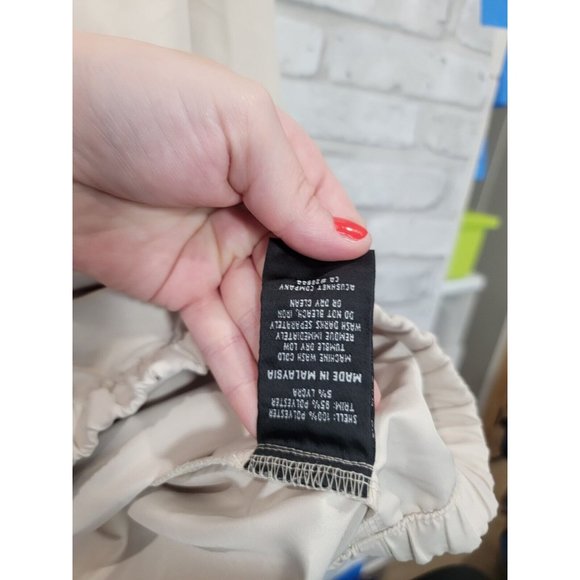 SHELL: 100% POLYESTER
TRIM: 95% POLYESTER
5% LYCRA
MADE IN MALAYSIA
MACHINE WASH COLD
TUMBLE DRY LOW
REMOVE IMMEDIATELY
WASH DARKS SEPARATELY
DO NOT BLEACH, IRON
OR DRY CLEAN
ACUSHNET COMPANY